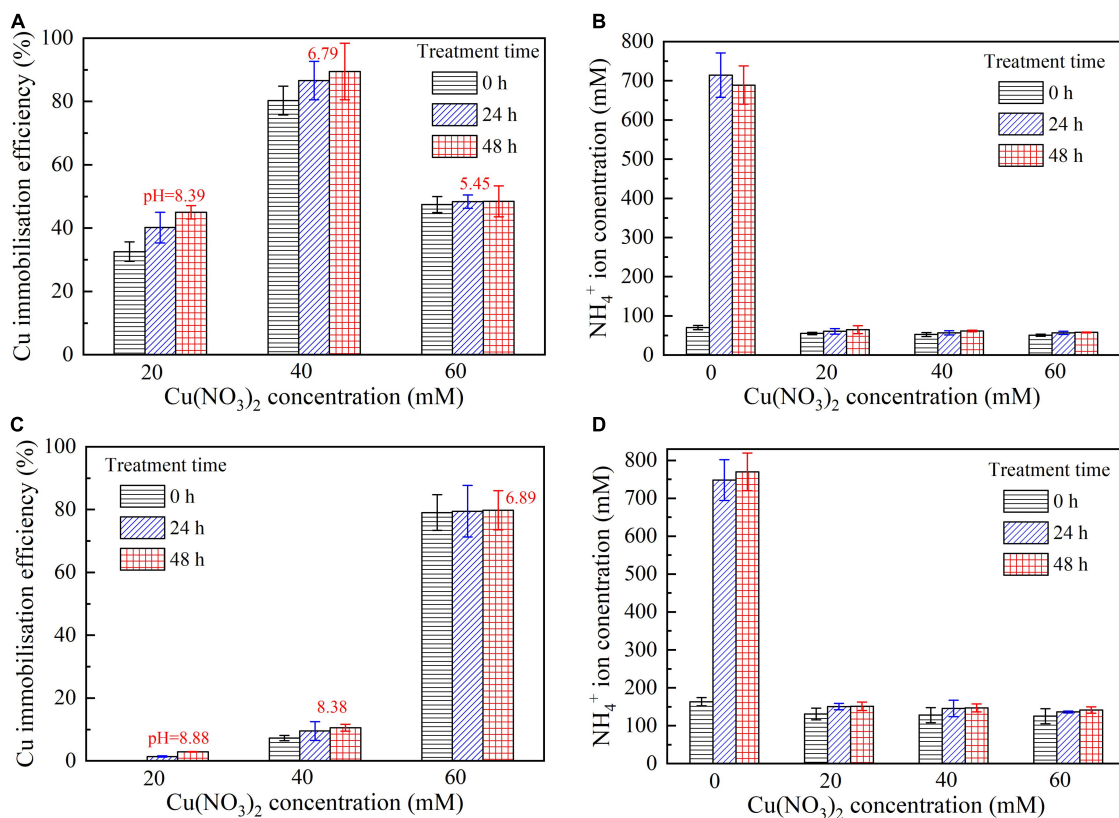 A
Cu immobilisation efficiency (%)
100
80
60
40
20
0
Treatment time
0 h
24 h
48 h
pH=8.39
6.79
5.45
20
40
60
Cu(NO3)2 concentration (mM)
B
NH4+ ion concentration (mM)
800
700
600
500
400
300
200
100
0
Treatment time
0 h
24 h
48 h
0
20
40
60
Cu(NO3)2 concentration (mM)
C
Cu immobilisation efficiency (%)
100
80
60
40
20
0
Treatment time
0 h
24 h
48 h
pH=8.88
8.38
6.89
20
40
60
Cu(NO3)2 concentration (mM)
D
NH4+ ion conentration (mM)
800
700
600
500
400
300
200
100
0
Treatment time
0 h
24 h
48 h
0
20
40
60
Cu(NO3)2 concentration (mM)